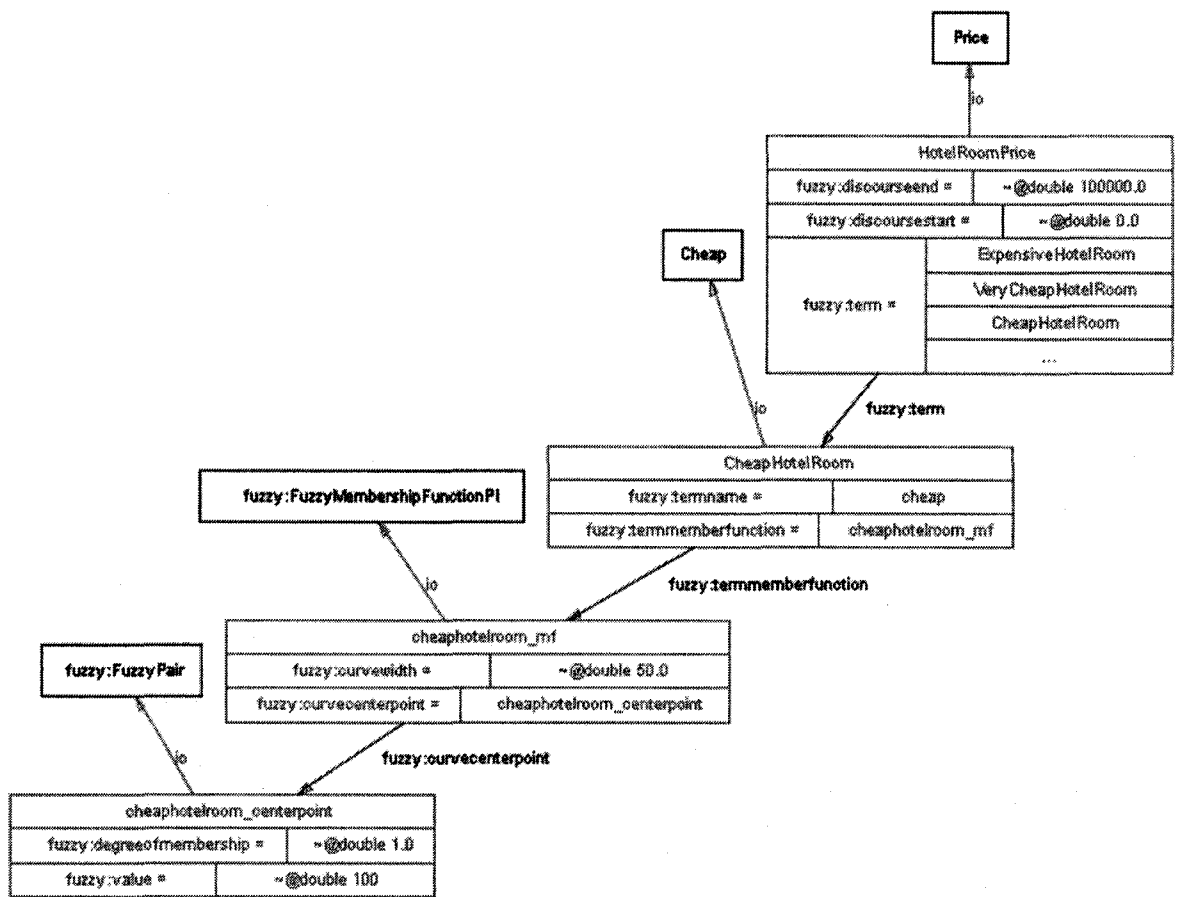 Price
io
HotelRoomPrice
fuzzy:discourseend = ~@double 100000.0
fuzzy:discoursestart = ~@double 0.0
fuzzy:term =
ExpensiveHotelRoom
VeryCheapHotelRoom
CheapHotelRoom
...
Cheap
io
fuzzy:term
CheapHotelRoom
fuzzy:termname = cheap
fuzzy:termmemberfunction = cheaphotelroom_mf
fuzzy:FuzzyMembershipFunctionPI
io
fuzzy:termmemberfunction
cheaphotelroom_mf
fuzzy:curvewidth = ~@double 50.0
fuzzy:curvecenterpoint = cheaphotelroom_centerpoint
fuzzy:FuzzyPair
io
fuzzy:curvecenterpoint
cheaphotelroom_centerpoint
fuzzy:degreeofmembership = ~@double 1.0
fuzzy:value = ~@double 100